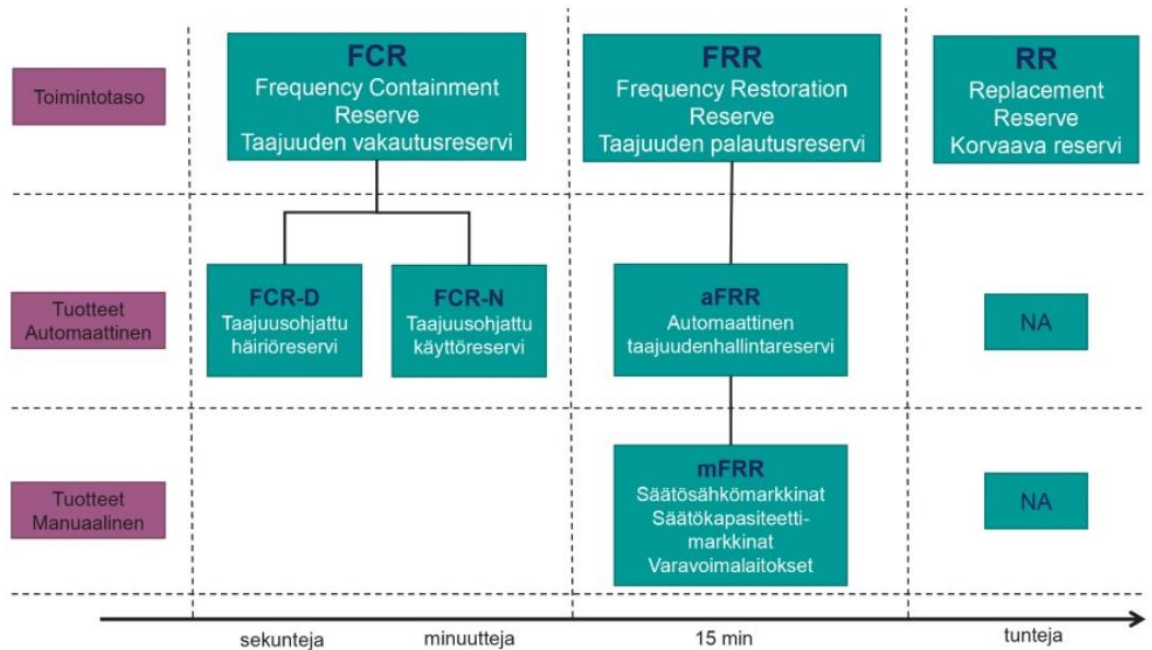 Toimintotaso
FCR
Frequency Containment
Reserve
Taajuuden vakautusreservi
FRR
Frequency Restoration
Reserve
Taajuuden palautusreservi
RR
Replacement
Reserve
Korvaava reservi
Tuotteet
Automaattinen
FCR-D
Taajuusohjattu
häiriöreservi
FCR-N
Taajuusohjattu
käyttöreservi
aFRR
Automaattinen
taajuudenhallintareservi
NA
Tuotteet
Manuaalinen
mFRR
Säätösähkömarkkinat
Säätökapasiteetti-
markkinat
Varavoimalaitokset
NA
sekunteja
minuutteja
15 min
tunteja